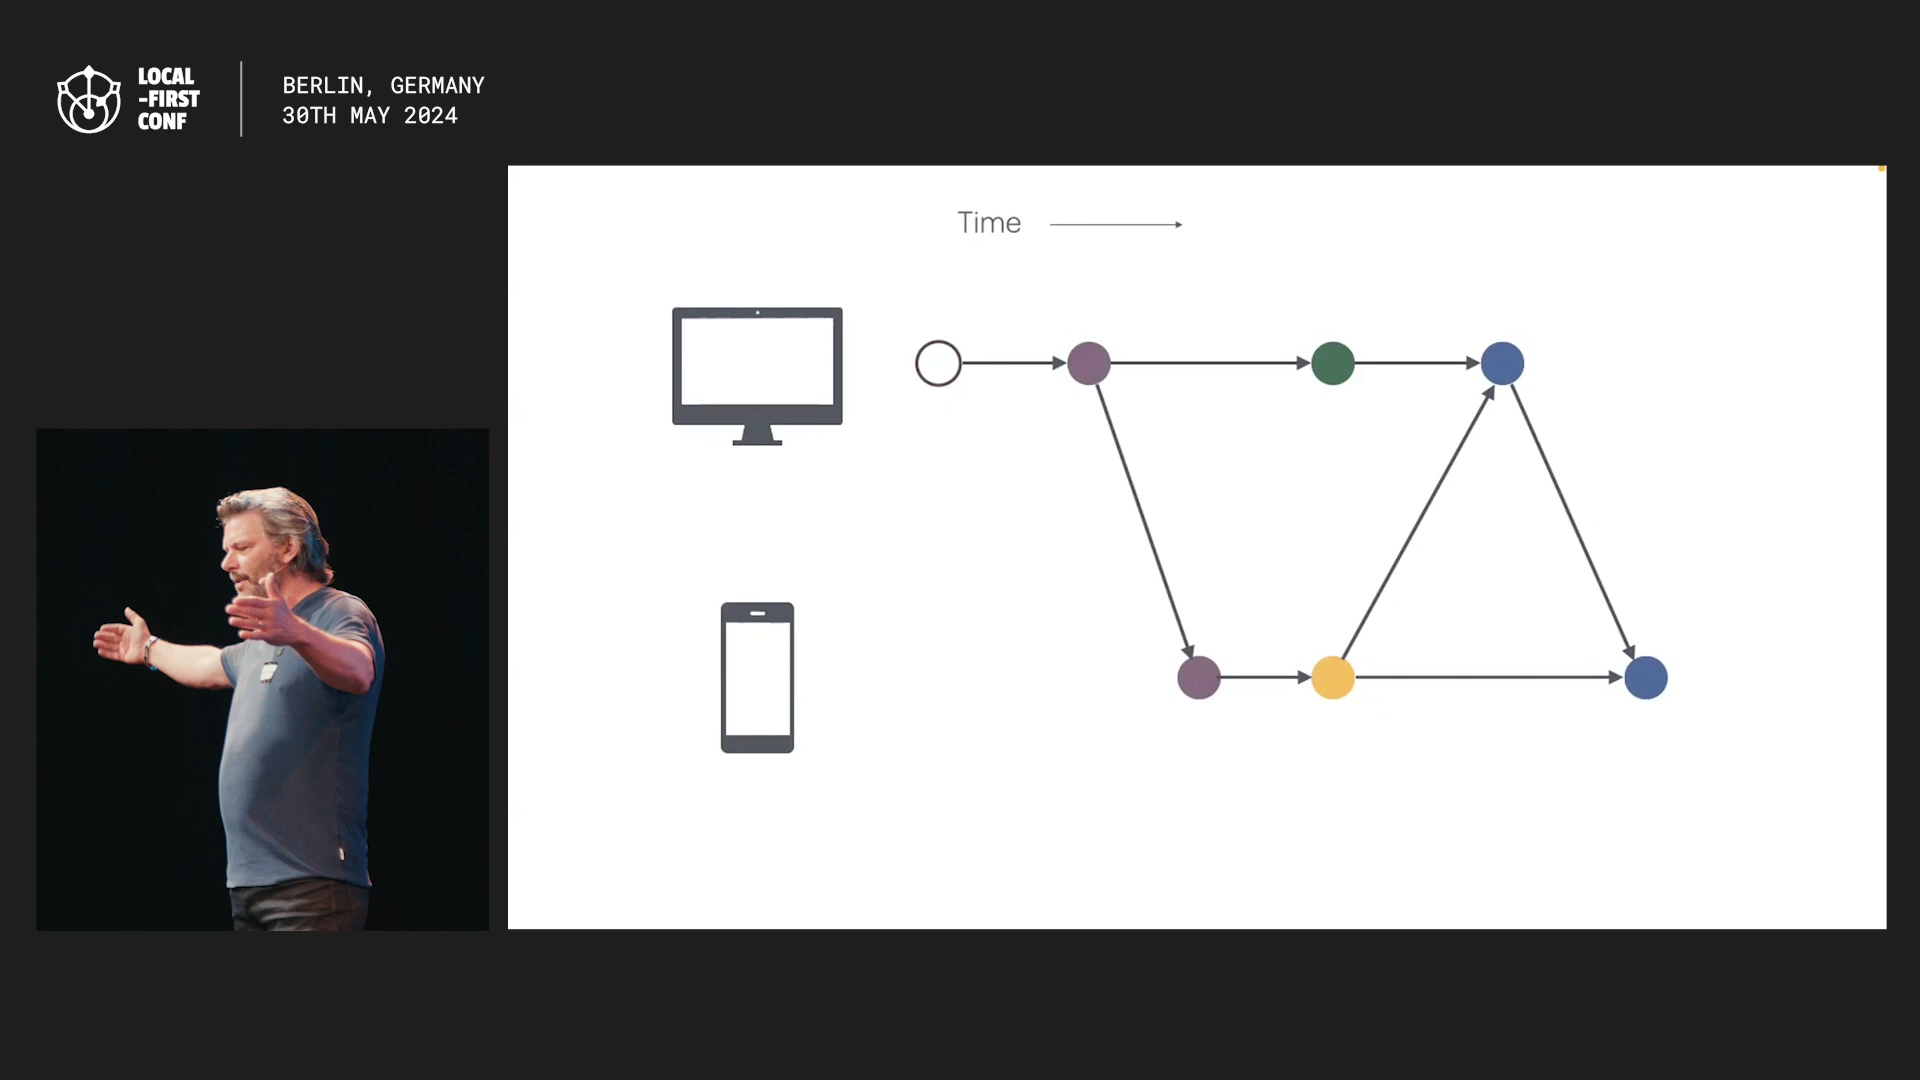 LOCAL
-FIRST
CONF
BERLIN, GERMANY
30TH MAY 2024
Time